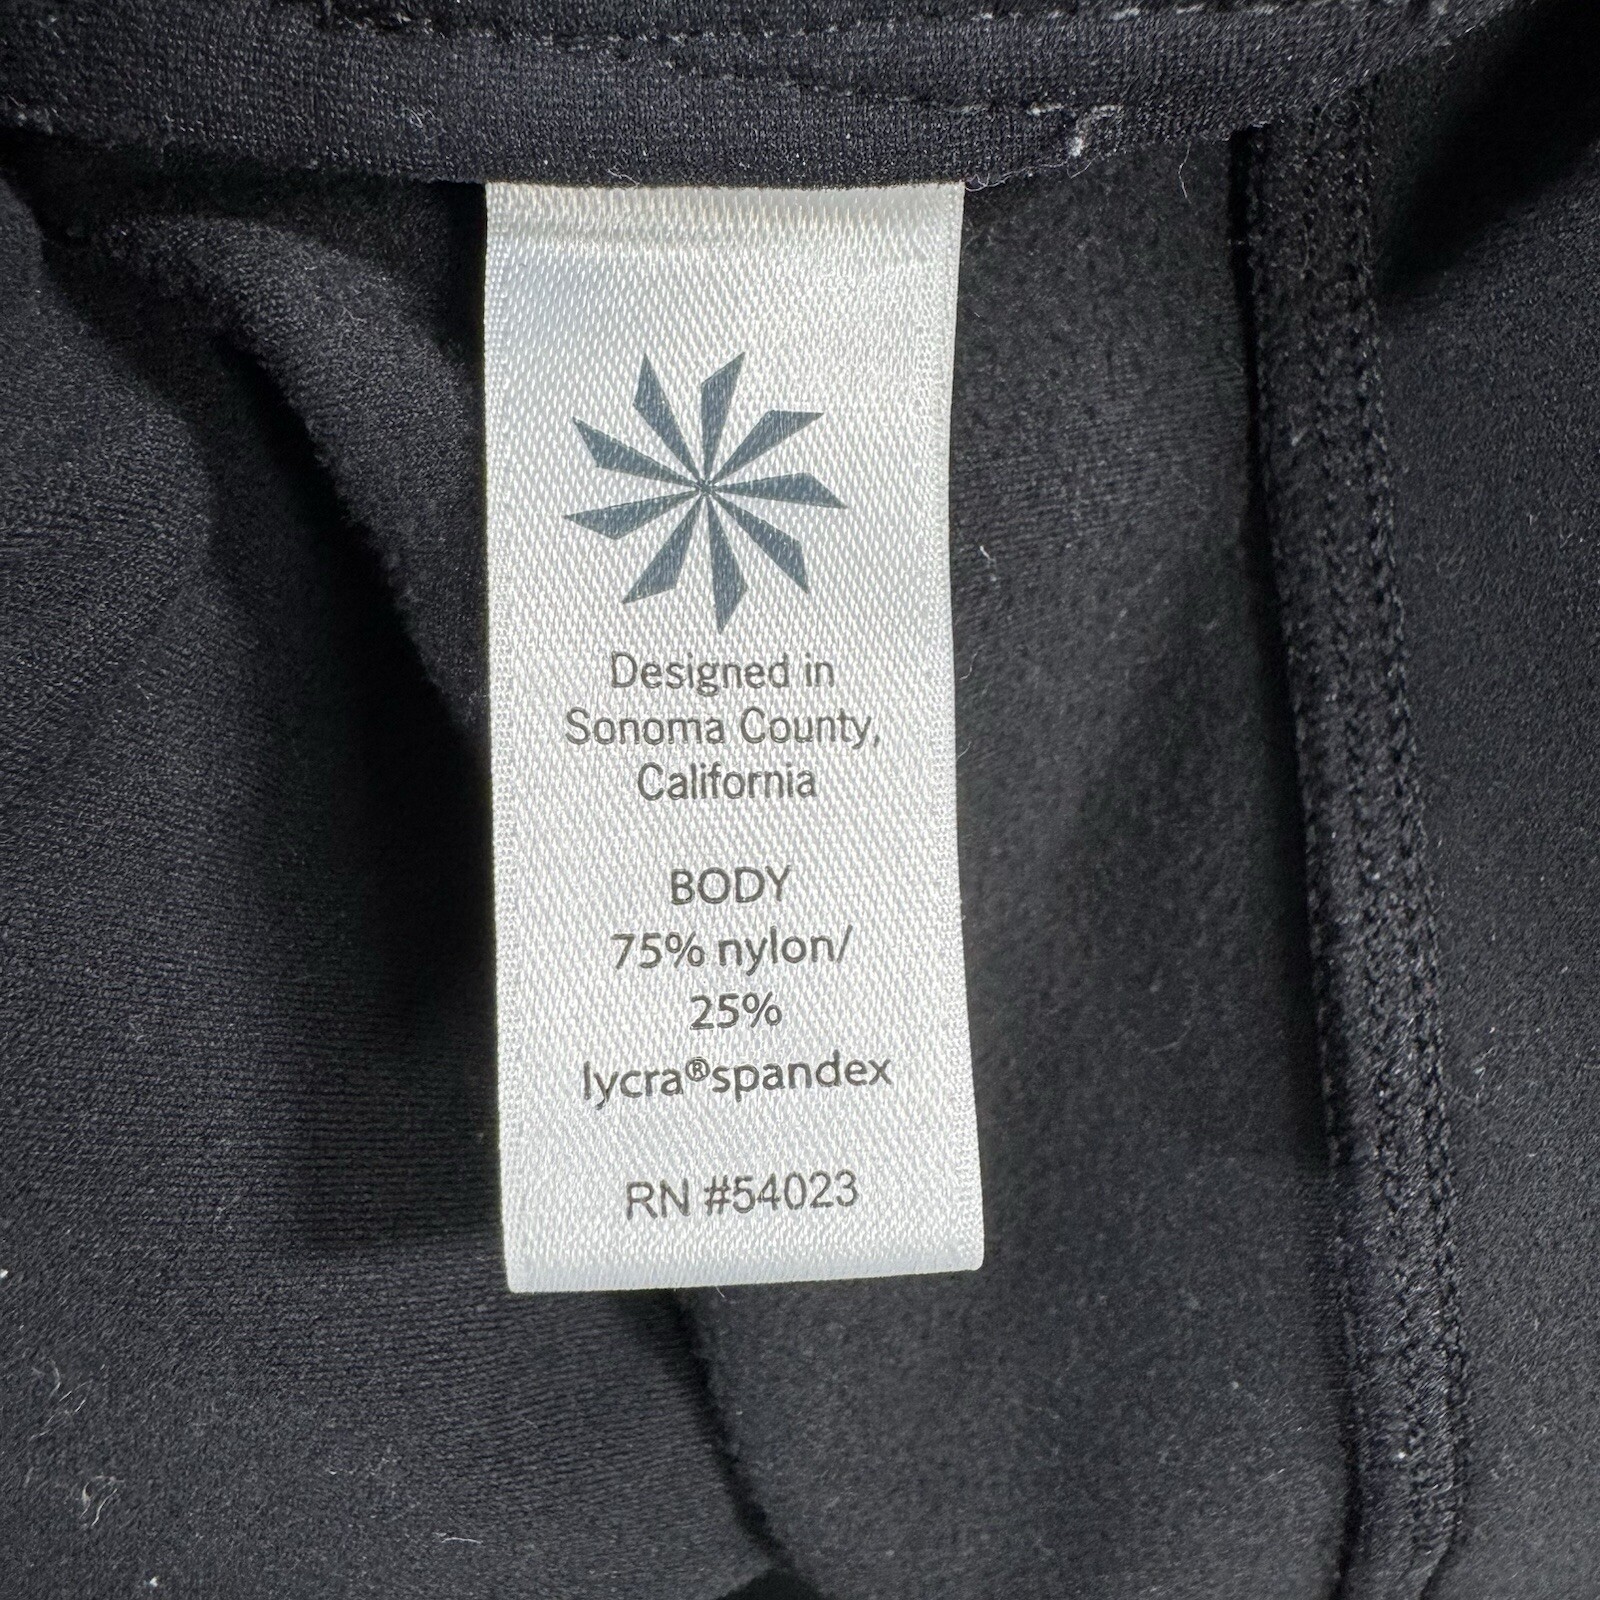 Designed in
Sonoma County,
California
BODY
75% nylon/
25%
lycra®spandex
RN #54023